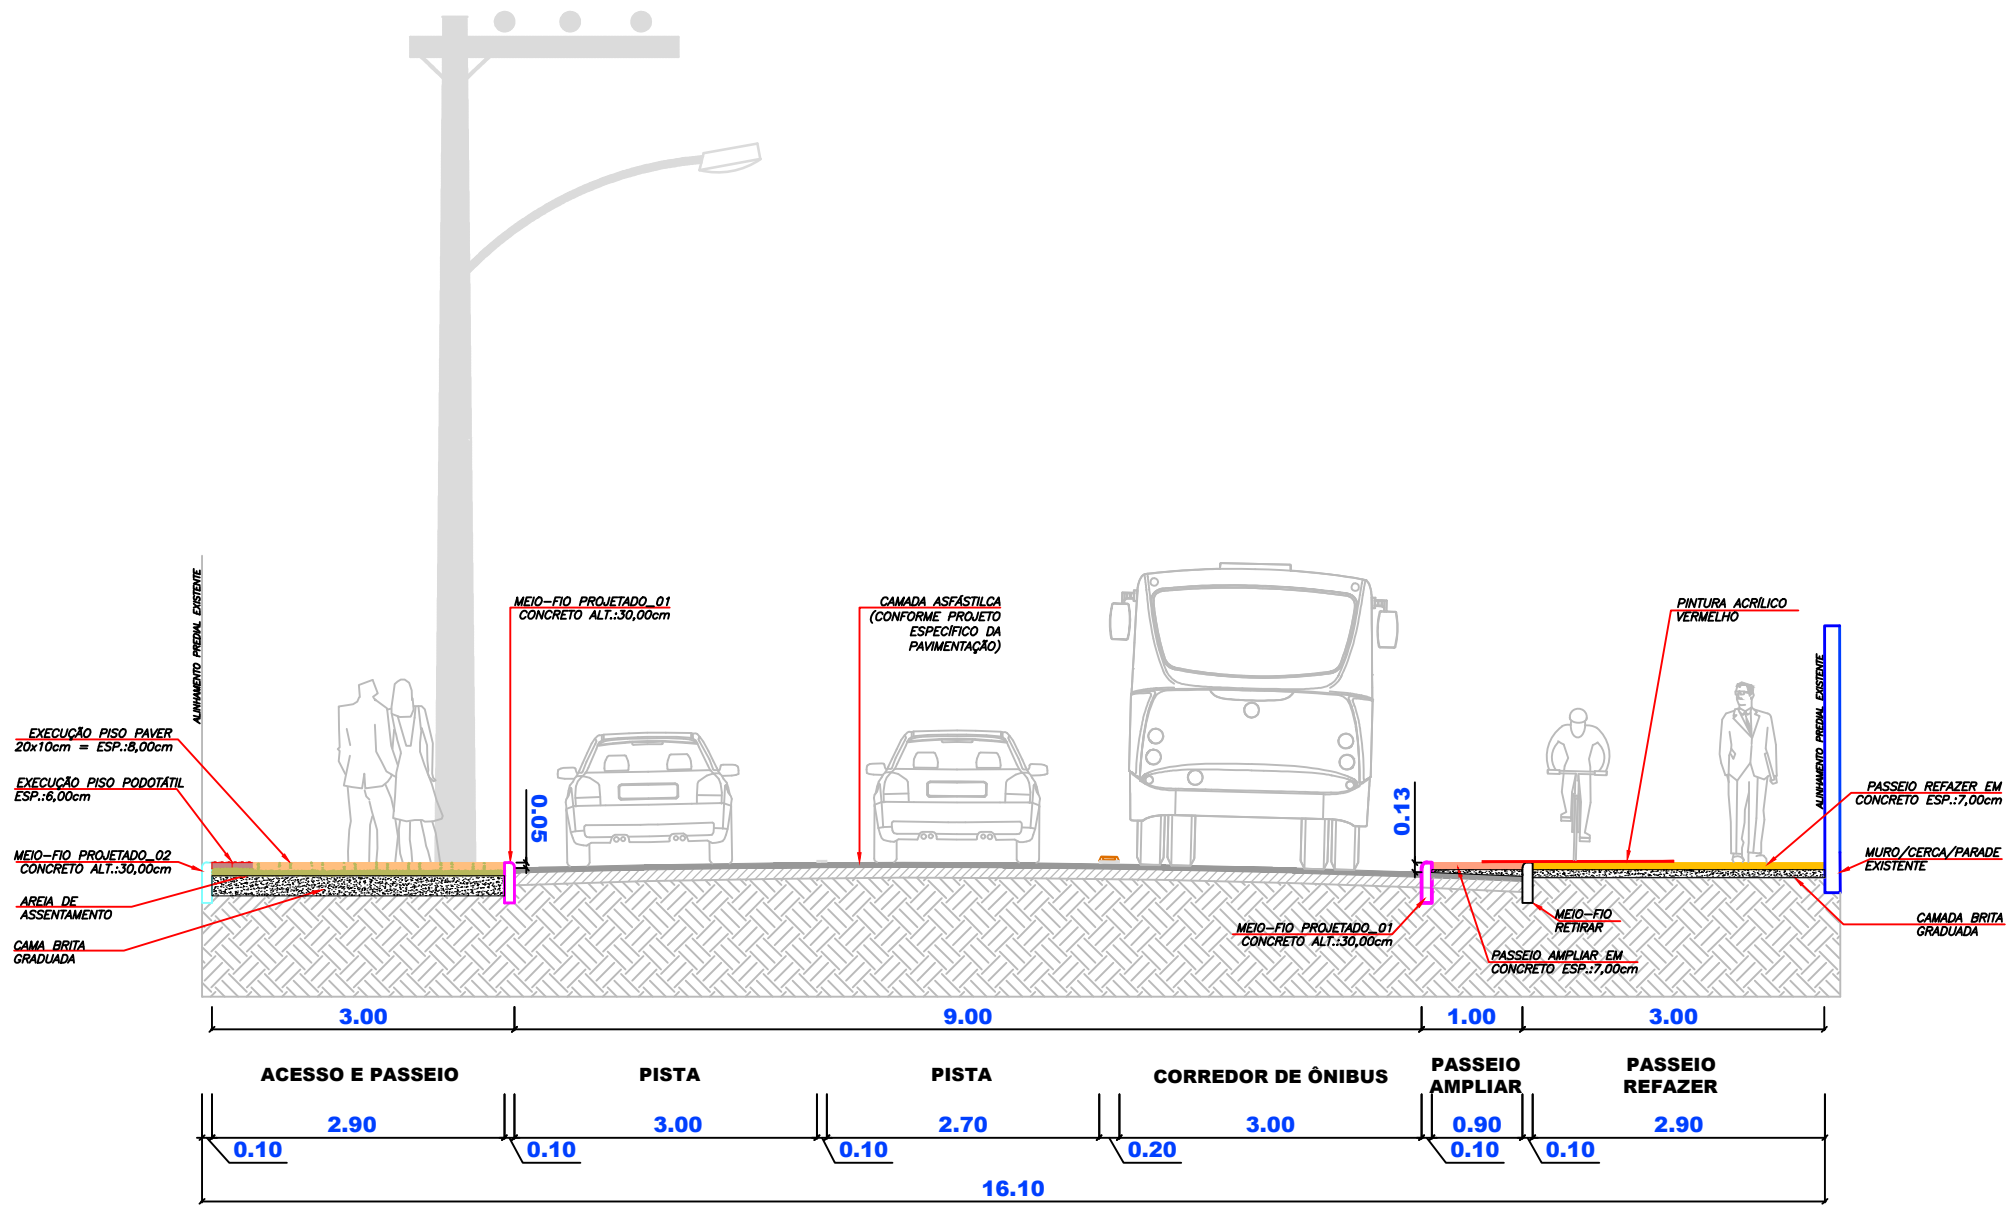 ALINHAMENTO PREDIAL EXISTENTE
EXECUÇÃO PISO PAVER
20x10cm = ESP.:8,00cm
EXECUÇÃO PISO PODOTÁTIL
ESP.:6,00cm
MEIO-FIO PROJETADO_02
CONCRETO ALT.:30,00cm
AREIA DE
ASSENTAMENTO
CAMA BRITA
GRADUADA
MEIO-FIO PROJETADO_01
CONCRETO ALT.:30,00cm
0.05
CAMADA ASFÁSTILCA
(CONFORME PROJETO
ESPECÍFICO DA
PAVIMENTAÇÃO)
0.13
MEIO-FIO PROJETADO_01
CONCRETO ALT.:30,00cm
MEIO-FIO
RETIRAR
PASSEIO AMPLIAR EM
CONCRETO ESP.:7,00cm
PINTURA ACRÍLICO
VERMELHO
ALINHAMENTO PREDIAL EXISTENTE
PASSEIO REFAZER EM
CONCRETO ESP.:7,00cm
MURO/CERCA/PARADE
EXISTENTE
CAMADA BRITA
GRADUADA
3.00 9.00 1.00 3.00
ACESSO E PASSEIO
PISTA
PISTA
CORREDOR DE ÔNIBUS
PASSEIO
AMPLIAR
PASSEIO
REFAZER
2.90 3.00 2.70 3.00 0.90 2.90
0.10 0.10 0.10 0.20 0.10 0.10
16.10